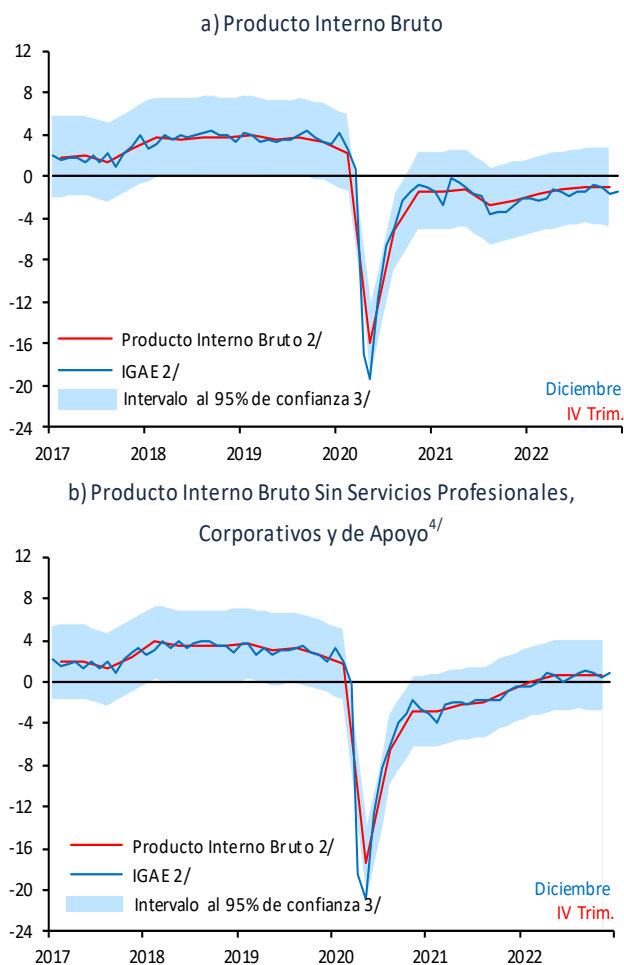 a) Producto Interno Bruto
12
8
4
0
-4
-8
-12
-16
-20
-24
Producto Interno Bruto 2/
IGAE 2/
Intervalo al 95% de confianza 3/
Diciembre
IV Trim.
2017 2018 2019 2020 2021 2022
b) Producto Interno Bruto Sin Servicios Profesionales,
Corporativos y de Apoyo4/
12
8
4
0
-4
-8
-12
-16
-20
-24
Producto Interno Bruto 2/
IGAE 2/
Intervalo al 95% de confianza 3/
Diciembre
IV Trim.
2017 2018 2019 2020 2021 2022